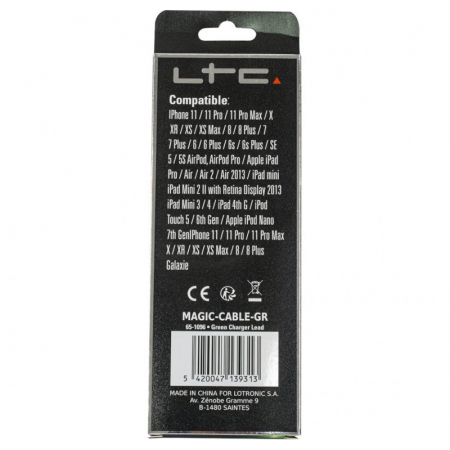 LTC
Compatible:
IPhone 11 / 11 Pro / 11 Pro Max / X
XR / XS / XS Max / 8 / 8 Plus / 7
7 Plus / 6 / 6 Plus / 6s / 6s Plus / SE
5 / 5S AirPod, AirPod Pro / Apple iPad
Pro / Air / Air 2 / Air 2013 / iPad mini
iPad Mini 2 II with Retina Display 2013
iPad Mini 3 / 4 / iPad 4th G / iPod
Touch 5 / 6th Gen / Apple iPod Nano
7th GenIPhone 11 / 11 Pro / 11 Pro Max
X / XR / XS / XS Max / 8 / 8 Plus
Galaxie
CE
MAGIC-CABLE-GR
65-1096 • Green Charger Lead
5 420047 139313
MADE IN CHINA FOR LOTRONIC S.A.
Av. Zénobe Gramme 9
B-1480 SAINTES